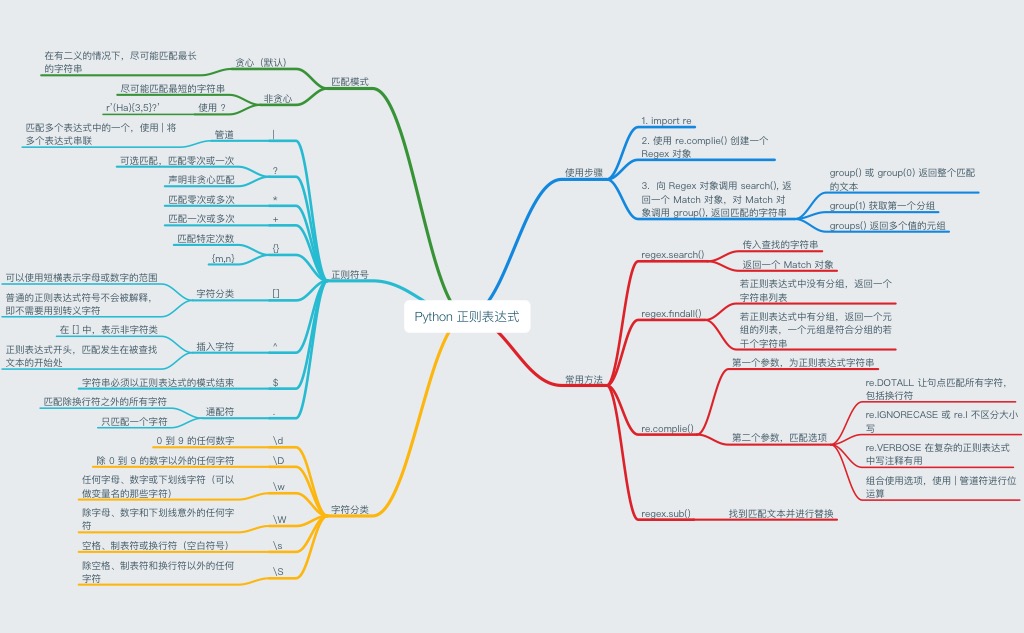 Python 正则表达式
匹配模式
贪心（默认）
在有二义的情况下，尽可能匹配最长
的字符串
非贪心
尽可能匹配最短的字符串
使用 ?
r'(Ha){3,5}?'
正则符号
|
管道
匹配多个表达式中的一个，使用 | 将
多个表达式串联
?
可选匹配，匹配零次或一次
声明非贪心匹配
*
匹配零次或多次
+
匹配一次或多次
{}
匹配特定次数
{m,n}
[]
字符分类
可以使用短横表示字母或数字的范围
普通的正则表达式符号不会被解释，
即不需要用到转义字符
^
插入字符
在 [] 中，表示非字符类
正则表达式开头，匹配发生在被查找
文本的开始处
$
字符串必须以正则表达式的模式结束
.
通配符
匹配除换行符之外的所有字符
只匹配一个字符
字符分类
\d
0 到 9 的任何数字
\D
除 0 到 9 的数字以外的任何字符
\w
任何字母、数字或下划线字符（可以
做变量名的那些字符）
\W
除字母、数字和下划线意外的任何字
符
\s
空格、制表符或换行符（空白符号）
\S
除空格、制表符和换行符以外的任何
字符
使用步骤
1. import re
2. 使用 re.complie() 创建一个
Regex 对象
3. 向 Regex 对象调用 search(), 返
回一个 Match 对象，对 Match 对
象调用 group(), 返回匹配的字符串
group() 或 group(0) 返回整个匹配
的文本
group(1) 获取第一个分组
groups() 返回多个值的元组
常用方法
regex.search()
传入查找的字符串
返回一个 Match 对象
regex.findall()
若正则表达式中没有分组，返回一个
字符串列表
若正则表达式中有分组，返回一个元
组的列表，一个元组是符合分组的若
干个字符串
re.complie()
第一个参数，为正则表达式字符串
第二个参数，匹配选项
re.DOTALL 让句点匹配所有字符，
包括换行符
re.IGNORECASE 或 re.I 不区分大小
写
re.VERBOSE 在复杂的正则表达式
中写注释有用
组合使用选项，使用 | 管道符进行位
运算
regex.sub()
找到匹配文本并进行替换